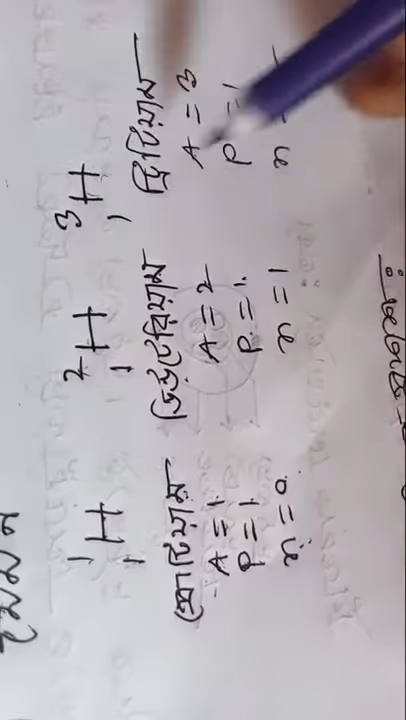 ¹₁H ²₁H ³₁H
প্রোটিয়াম ডিউটেরিয়াম ট্রিটিয়াম
A = 1 A = 2 A = 3
P = 1 P = 1 P = 1
n = 0 n = 1 n =